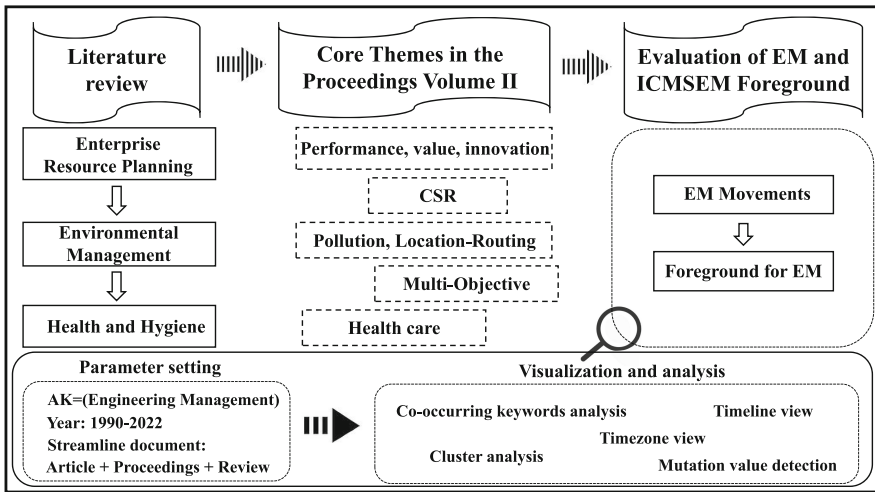 Literature
review
Core Themes in the
Proceedings Volume II
Evaluation of EM and
ICMSEM Foreground
Enterprise
Resource Planning
Environmental
Management
Health and Hygiene
Performance, value, innovation
CSR
Pollution, Location-Routing
Multi-Objective
Health care
EM Movements
Foreground for EM
Parameter setting
AK=(Engineering Management)
Year: 1990-2022
Streamline document:
Article + Proceedings + Review
Visualization and analysis
Co-occurring keywords analysis
Timeline view
Timezone view
Cluster analysis
Mutation value detection